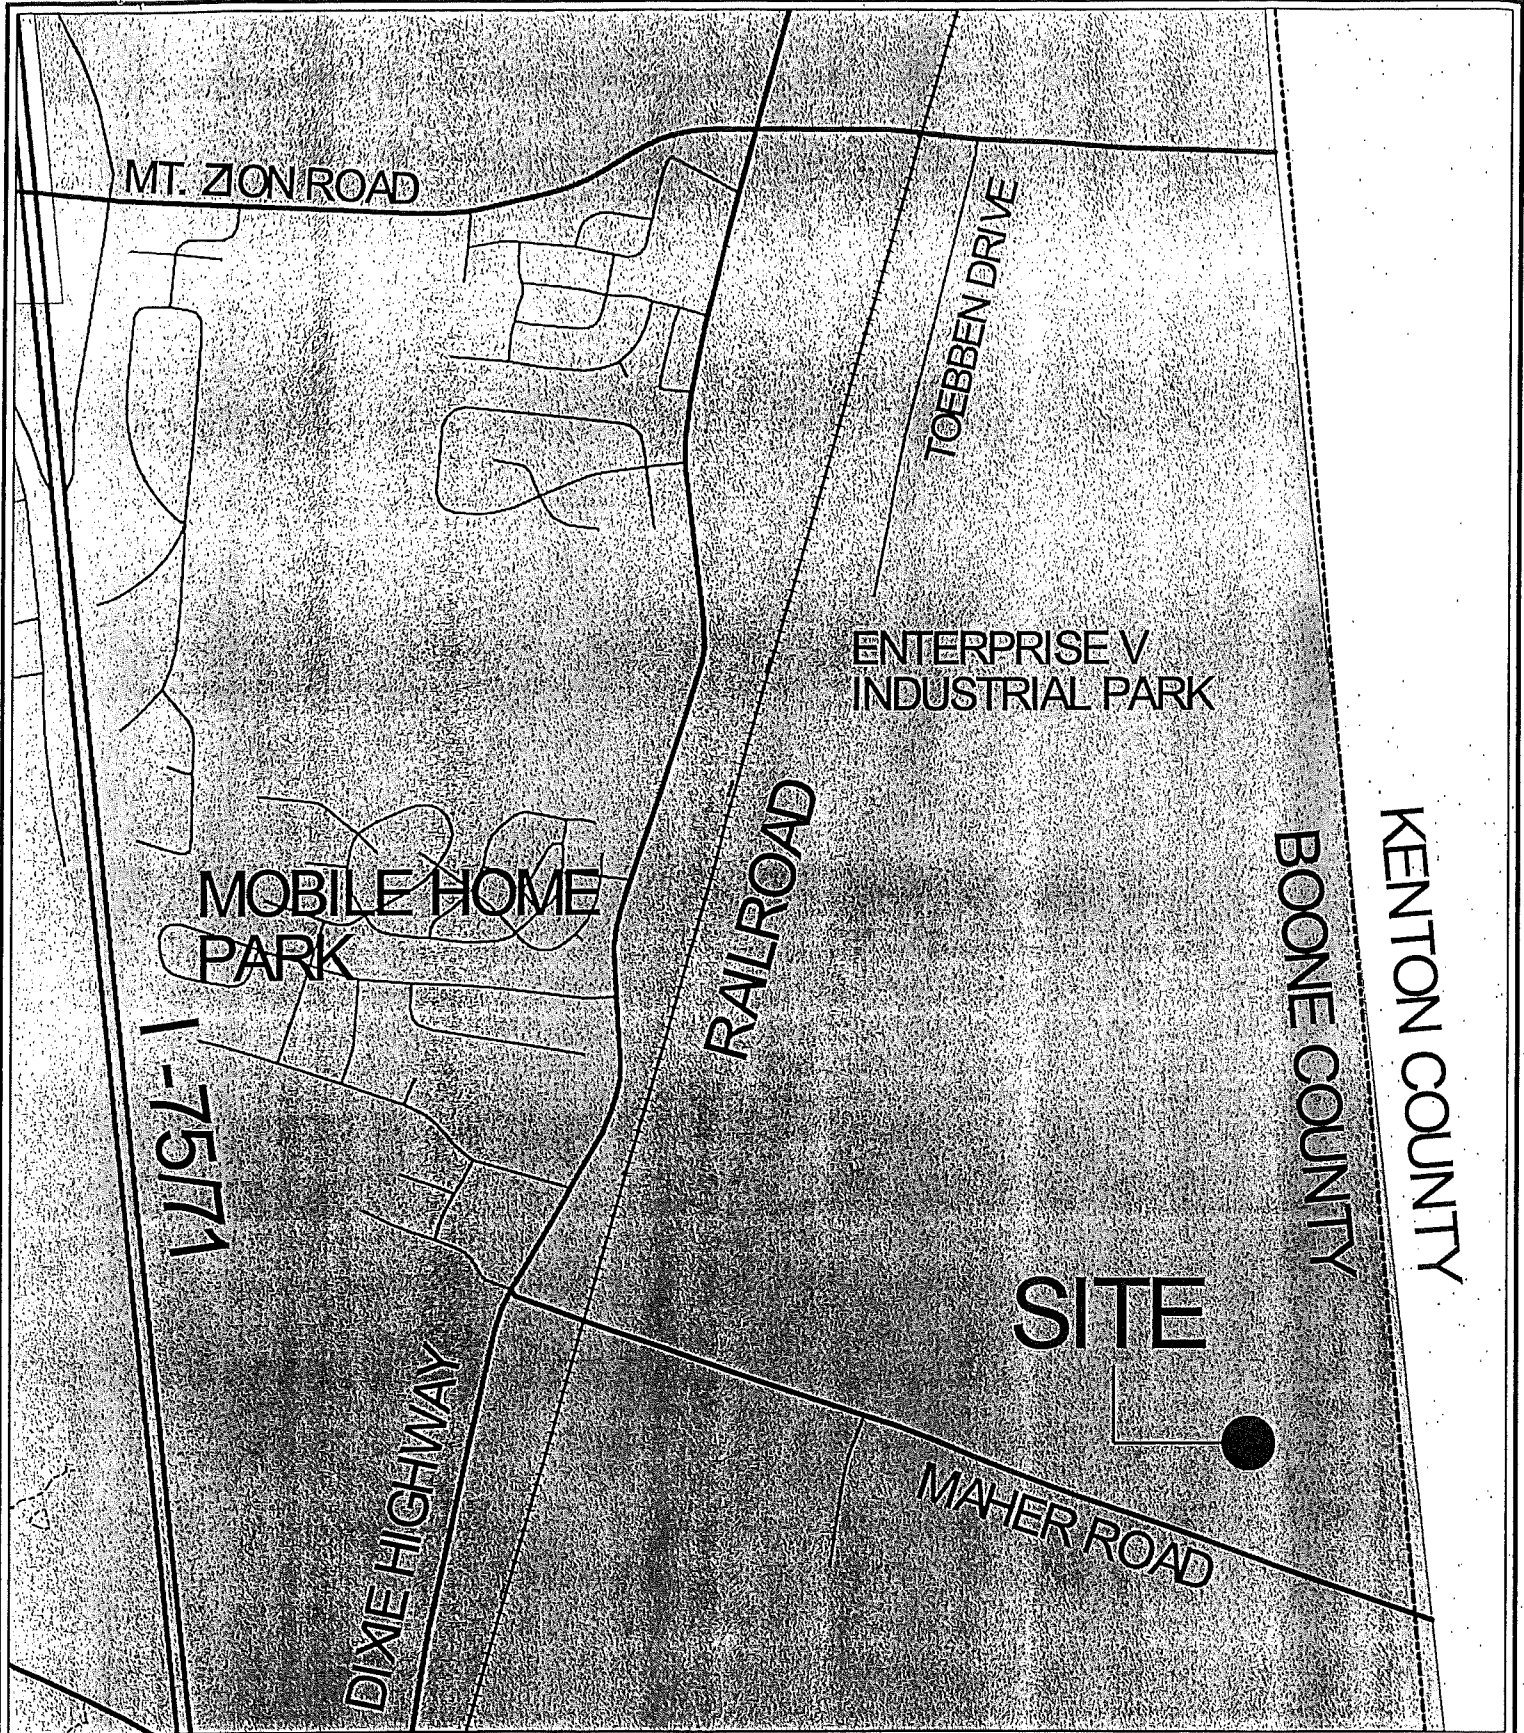 MT. ZION ROAD
TOEBBEN DRIVE
ENTERPRISE V
INDUSTRIAL PARK
RAILROAD
KENTON COUNTY
BOONE COUNTY
MOBILE HOME
PARK
I-75/71
SITE
DIXIE HIGHWAY
MAHER ROAD